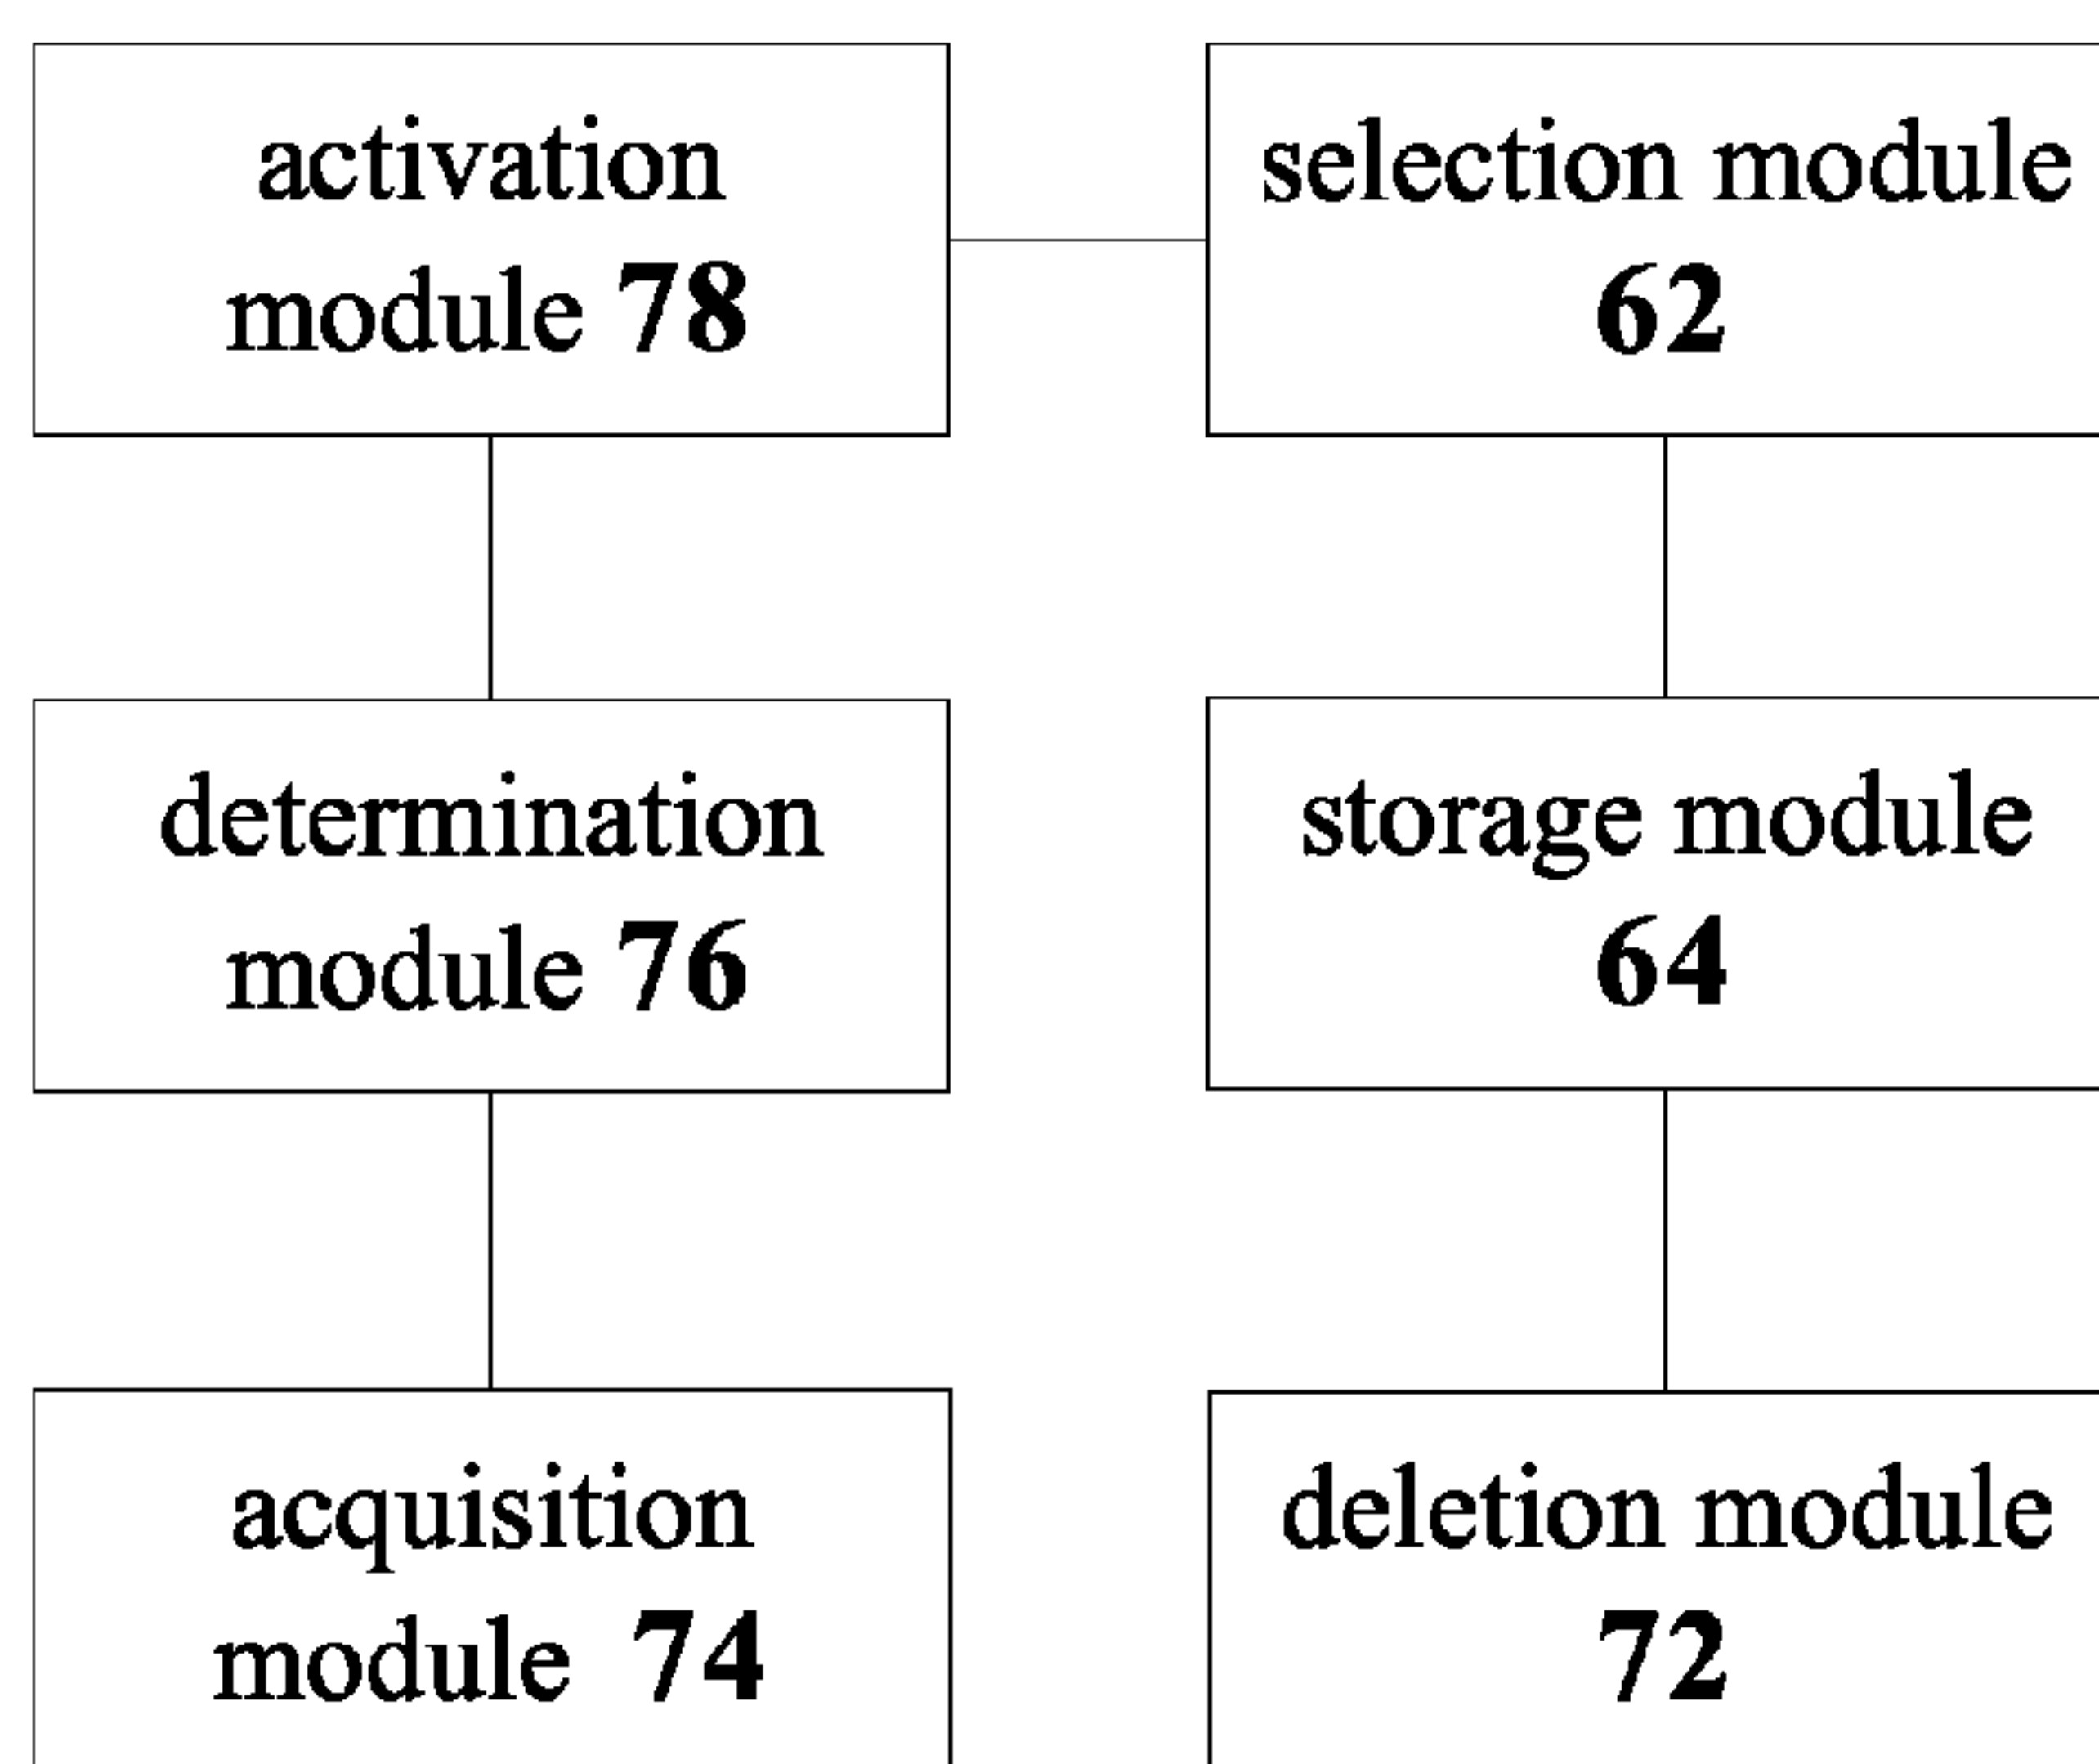 activation
module 78
selection module
62
determination
module 76
storage module
64
acquisition
module 74
deletion module
72